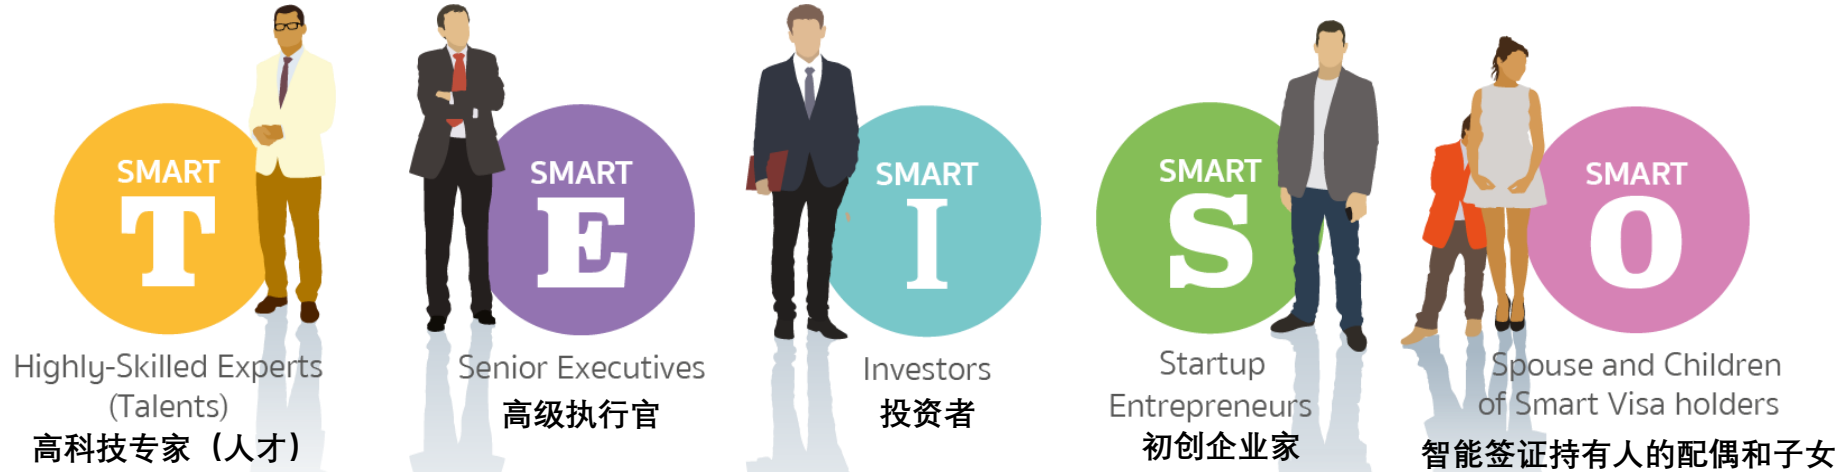 SMART
T
Highly-Skilled Experts
(Talents)
高科技专家（人才）
SMART
E
Senior Executives
高级执行官
SMART
I
Investors
投资者
SMART
S
Startup
Entrepreneurs
初创企业家
SMART
O
Spouse and Children
of Smart Visa holders
智能签证持有人的配偶和子女